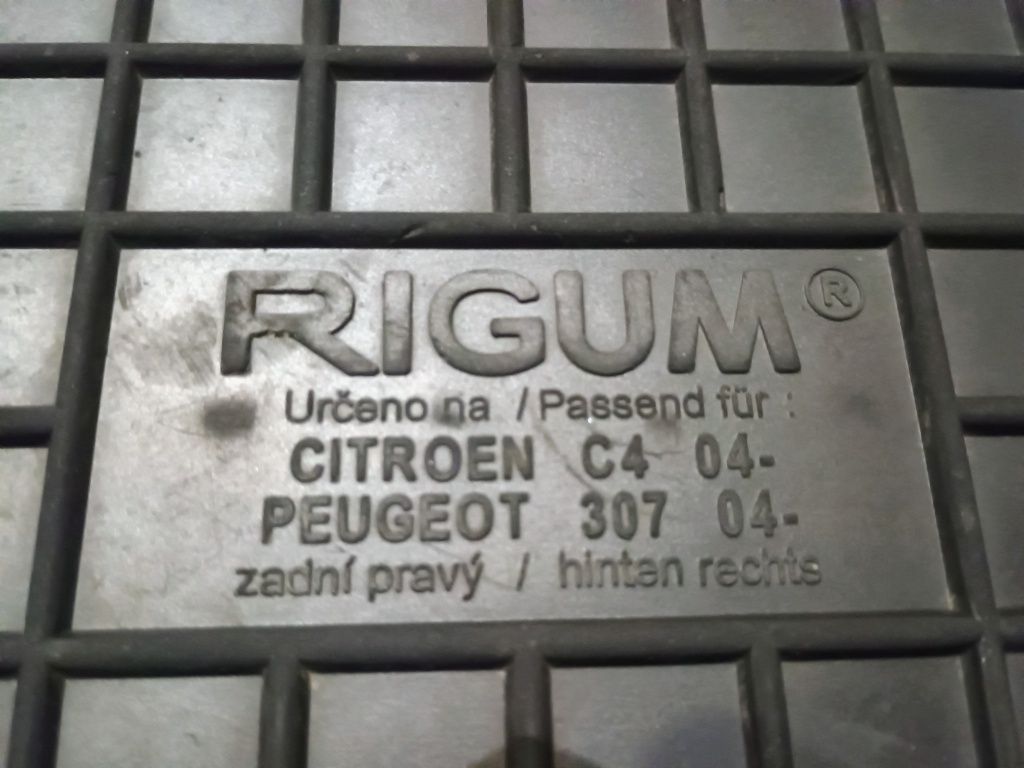 RIGUM®
Určeno na / Passend für :
CITROEN C4 04-
PEUGEOT 307 04-
zadní pravý / hinten rechts